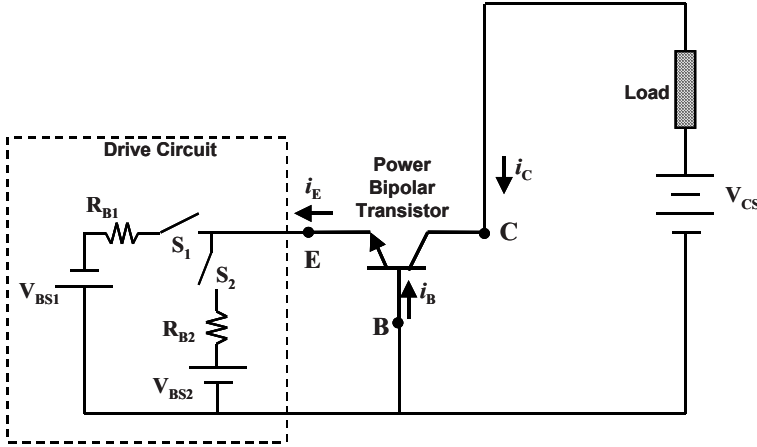 Load
Drive Circuit
Power
Bipolar
Transistor
i_C
i_E
R_B1
V_CS
S_1
E
C
S_2
V_BS1
i_B
R_B2
B
V_BS2